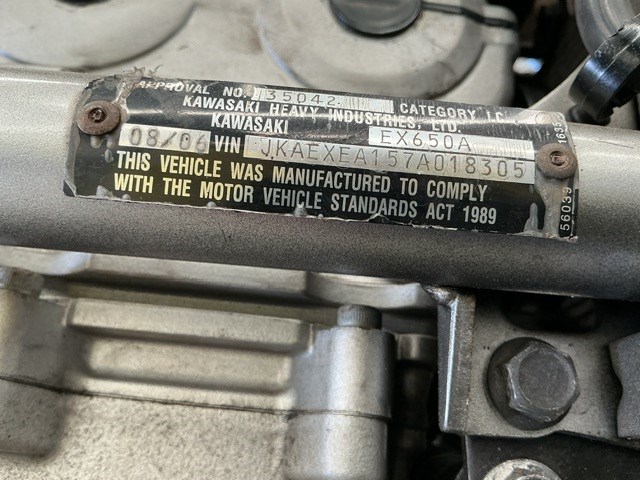 APPROVAL NO. 35042 CATEGORY LC
KAWASAKI HEAVY INDUSTRIES, LTD.
KAWASAKI EX650A
08/06 VIN JKAEXEA157A018305
THIS VEHICLE WAS MANUFACTURED TO COMPLY
WITH THE MOTOR VEHICLE STANDARDS ACT 1989
56039